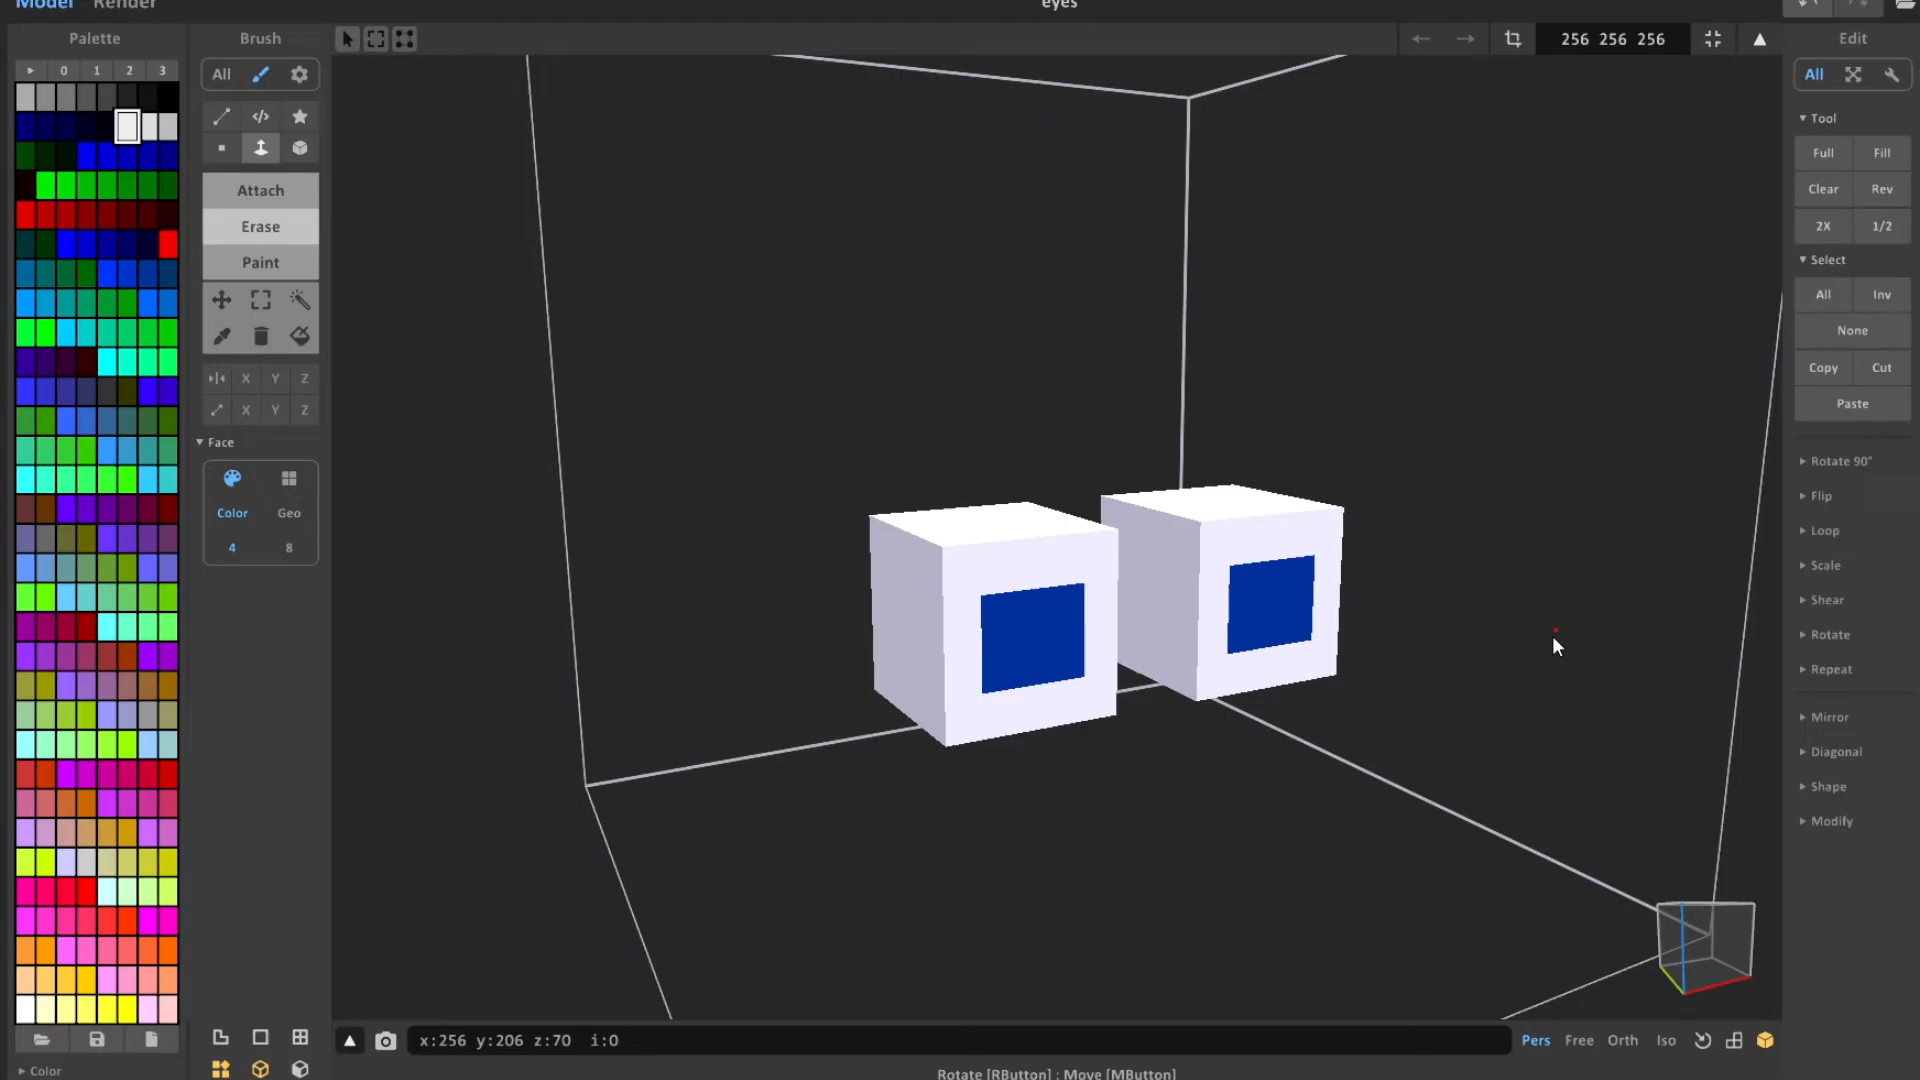 Model Render
eyes
Palette
Brush
256 256 256
Edit
0 1 2 3
All
All
Tool
Full Fill
Clear Rev
2X 1/2
Select
All Inv
None
Copy Cut
Paste
Attach
Erase
Paint
X Y Z
X Y Z
Face
Color Geo
4 8
Rotate 90°
Flip
Loop
Scale
Shear
Rotate
Repeat
Mirror
Diagonal
Shape
Modify
x:256 y:206 z:70 i:0
Pers Free Orth Iso
Color
Rotate [RButton] : Move [MButton]